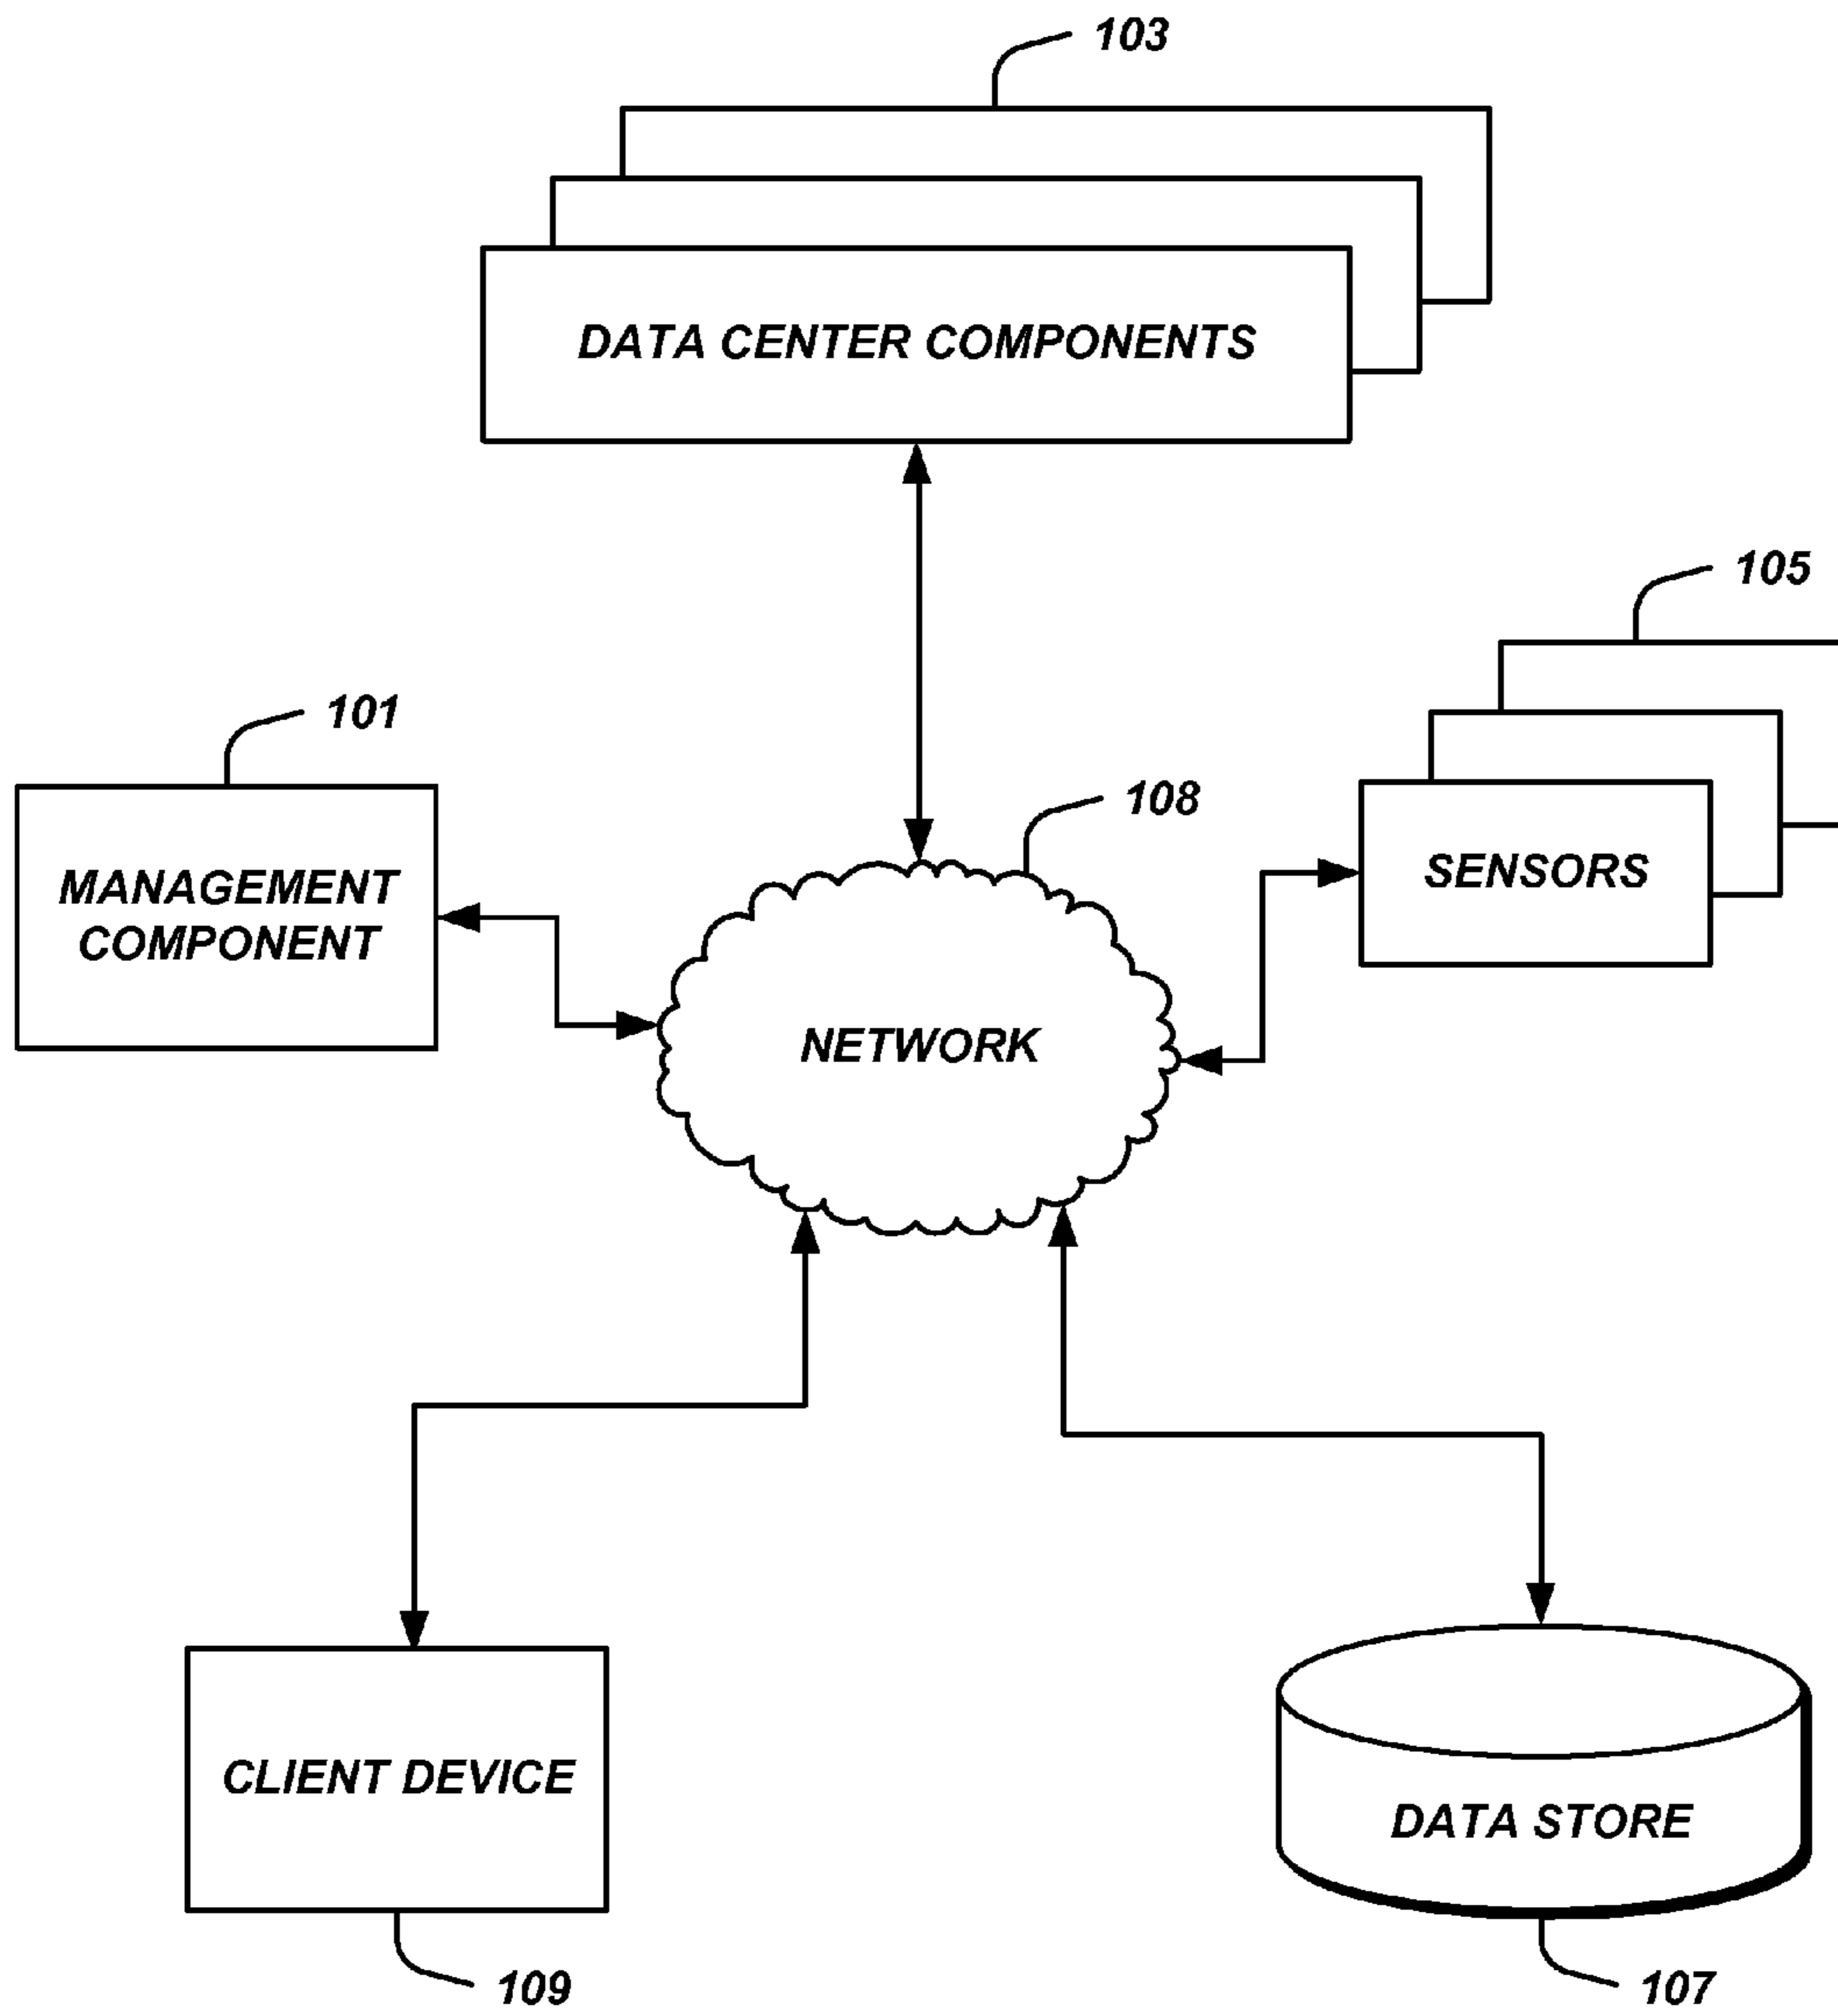 103
DATA CENTER COMPONENTS
105
101
108
MANAGEMENT
COMPONENT
SENSORS
NETWORK
CLIENT DEVICE
DATA STORE
109
107